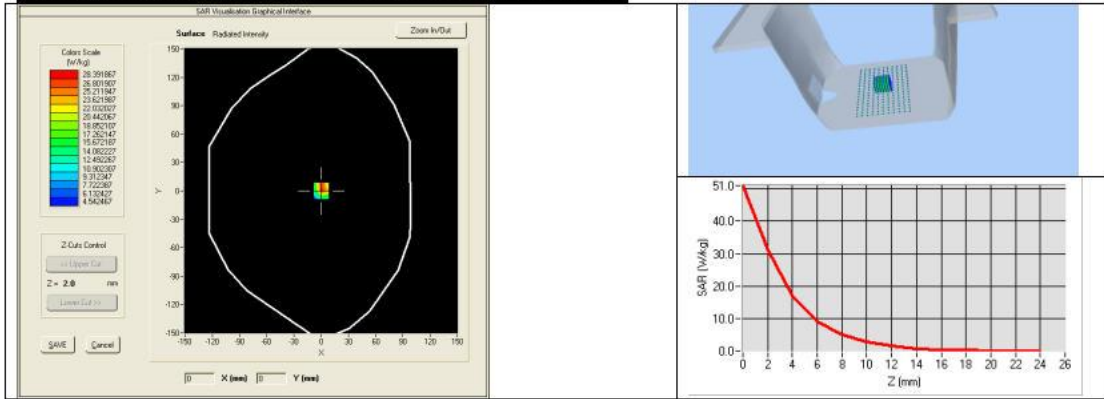 SAR Visualisation Graphical Interface
Surface Radiated Intensity
Zoom In/Out
Colors Scale
(W/kg)
28.391867
26.801907
25.211947
23.621987
22.032027
20.442067
18.852107
17.262147
15.672187
14.082227
12.492267
10.902307
9.312347
7.722387
6.132427
4.542467
Z-Cuts Control
<< Upper Cut
Z = 2.0 mm
Lower Cut >>
SAVE Cancel
150
120
90
60
30
0
-30
-60
-90
-120
-150
Y
-150 -120 -90 -60 -30 0 30 60 90 120 150
X
0 X (mm) 0 Y (mm)
51.0
40.0
30.0
20.0
10.0
0.0
SAR (W/kg)
0 2 4 6 8 10 12 14 16 18 20 22 24 26
Z (mm)